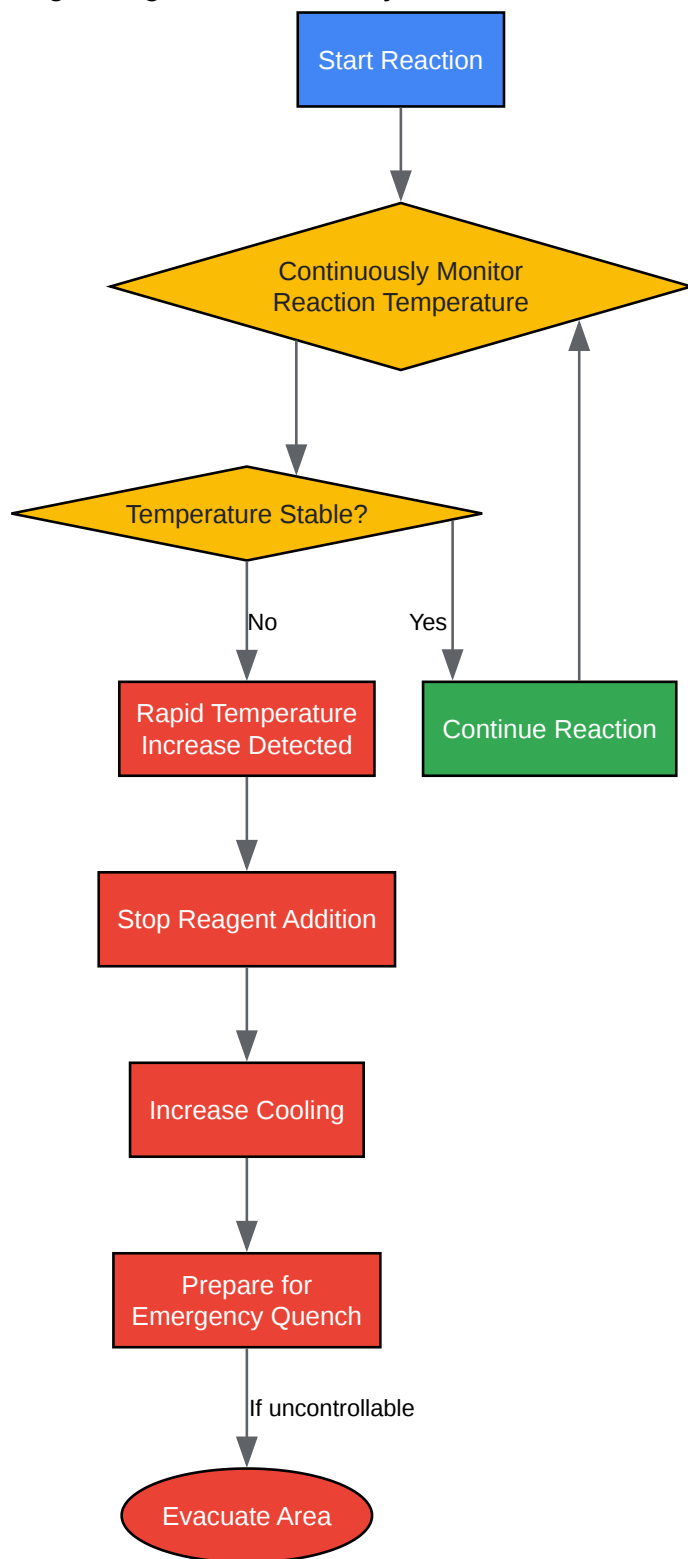 Start Reaction
Continuously Monitor
Reaction Temperature
Temperature Stable?
No
Yes
Rapid Temperature
Increase Detected
Continue Reaction
Stop Reagent Addition
Increase Cooling
Prepare for
Emergency Quench
If uncontrollable
Evacuate Area